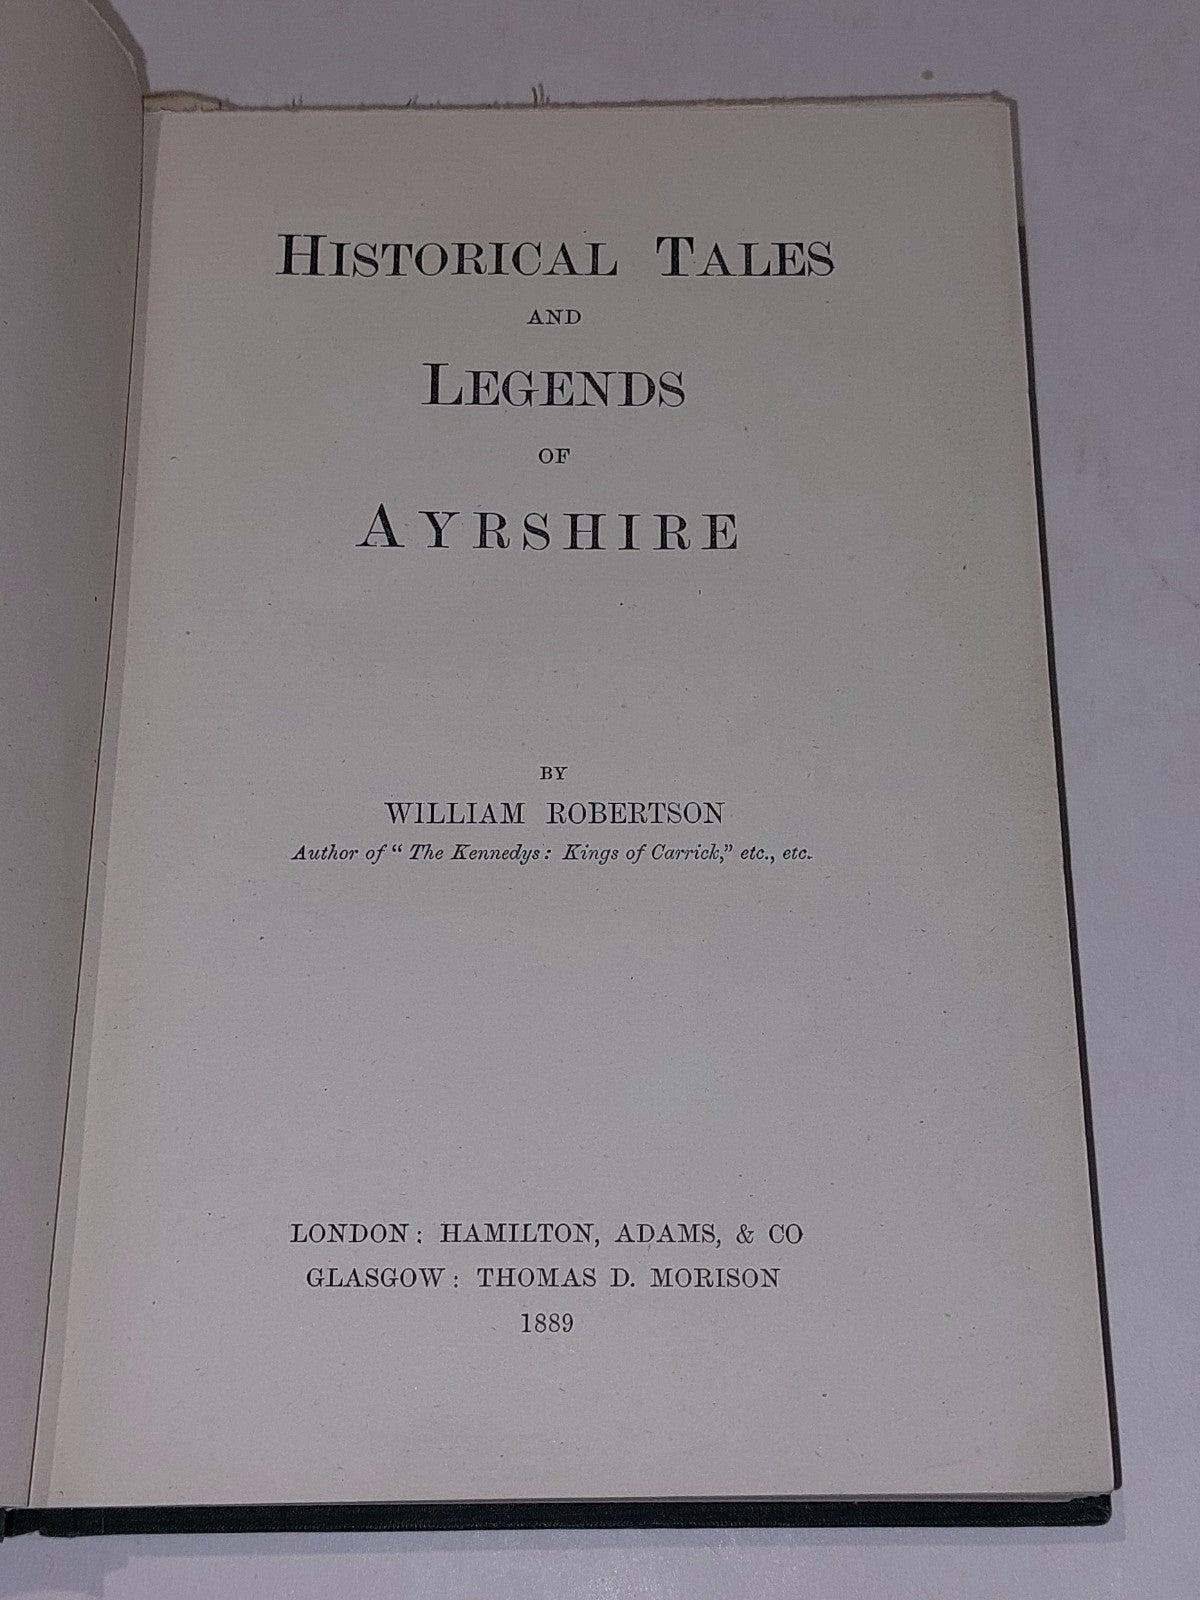 HISTORICAL TALES
AND
LEGENDS
OF
AYRSHIRE
BY
WILLIAM ROBERTSON
Author of "The Kennedys: Kings of Carrick," etc., etc.
LONDON: HAMILTON, ADAMS, & CO
GLASGOW: THOMAS D. MORISON
1889